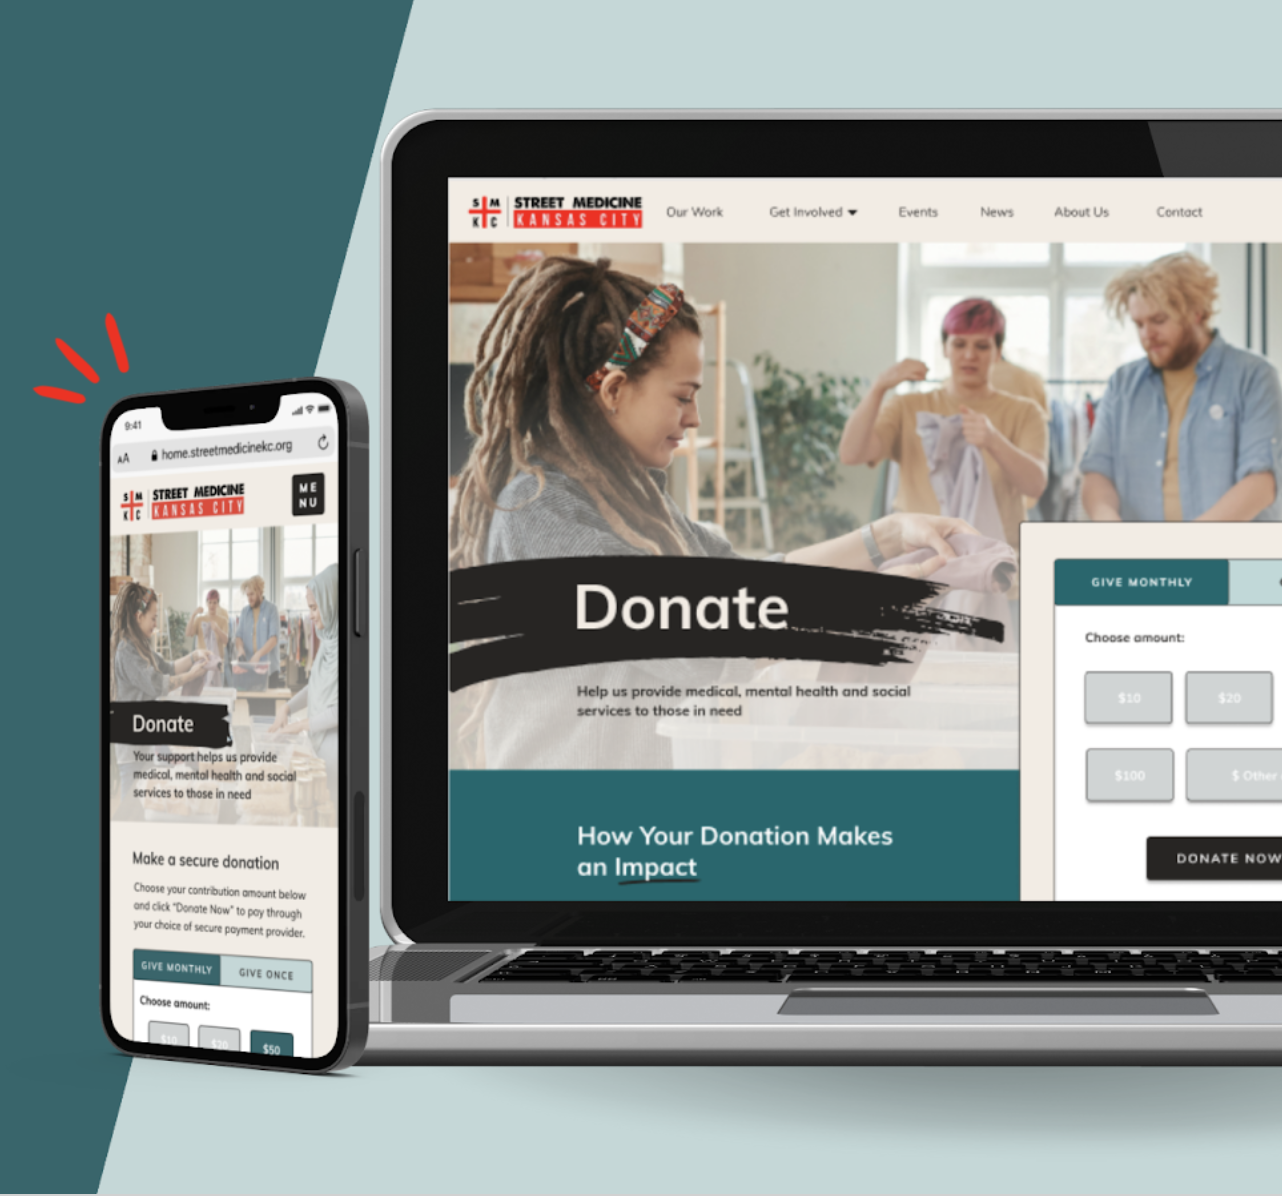 9:41
AA home.streetmedicinekc.org
S M
K C
STREET MEDICINE
KANSAS CITY
ME
NU
Donate
Your support helps us provide
medical, mental health and social
services to those in need
Make a secure donation
Choose your contribution amount below
and click "Donate Now" to pay through
your choice of secure payment provider.
GIVE MONTHLY GIVE ONCE
Choose amount:
$10 $20 $50
S M
K C
STREET MEDICINE
KANSAS CITY
Our Work Get Involved Events News About Us Contact
Donate
Help us provide medical, mental health and social
services to those in need
How Your Donation Makes
an Impact
GIVE MONTHLY
Choose amount:
$10 $20
$100 $ Other
DONATE NOW